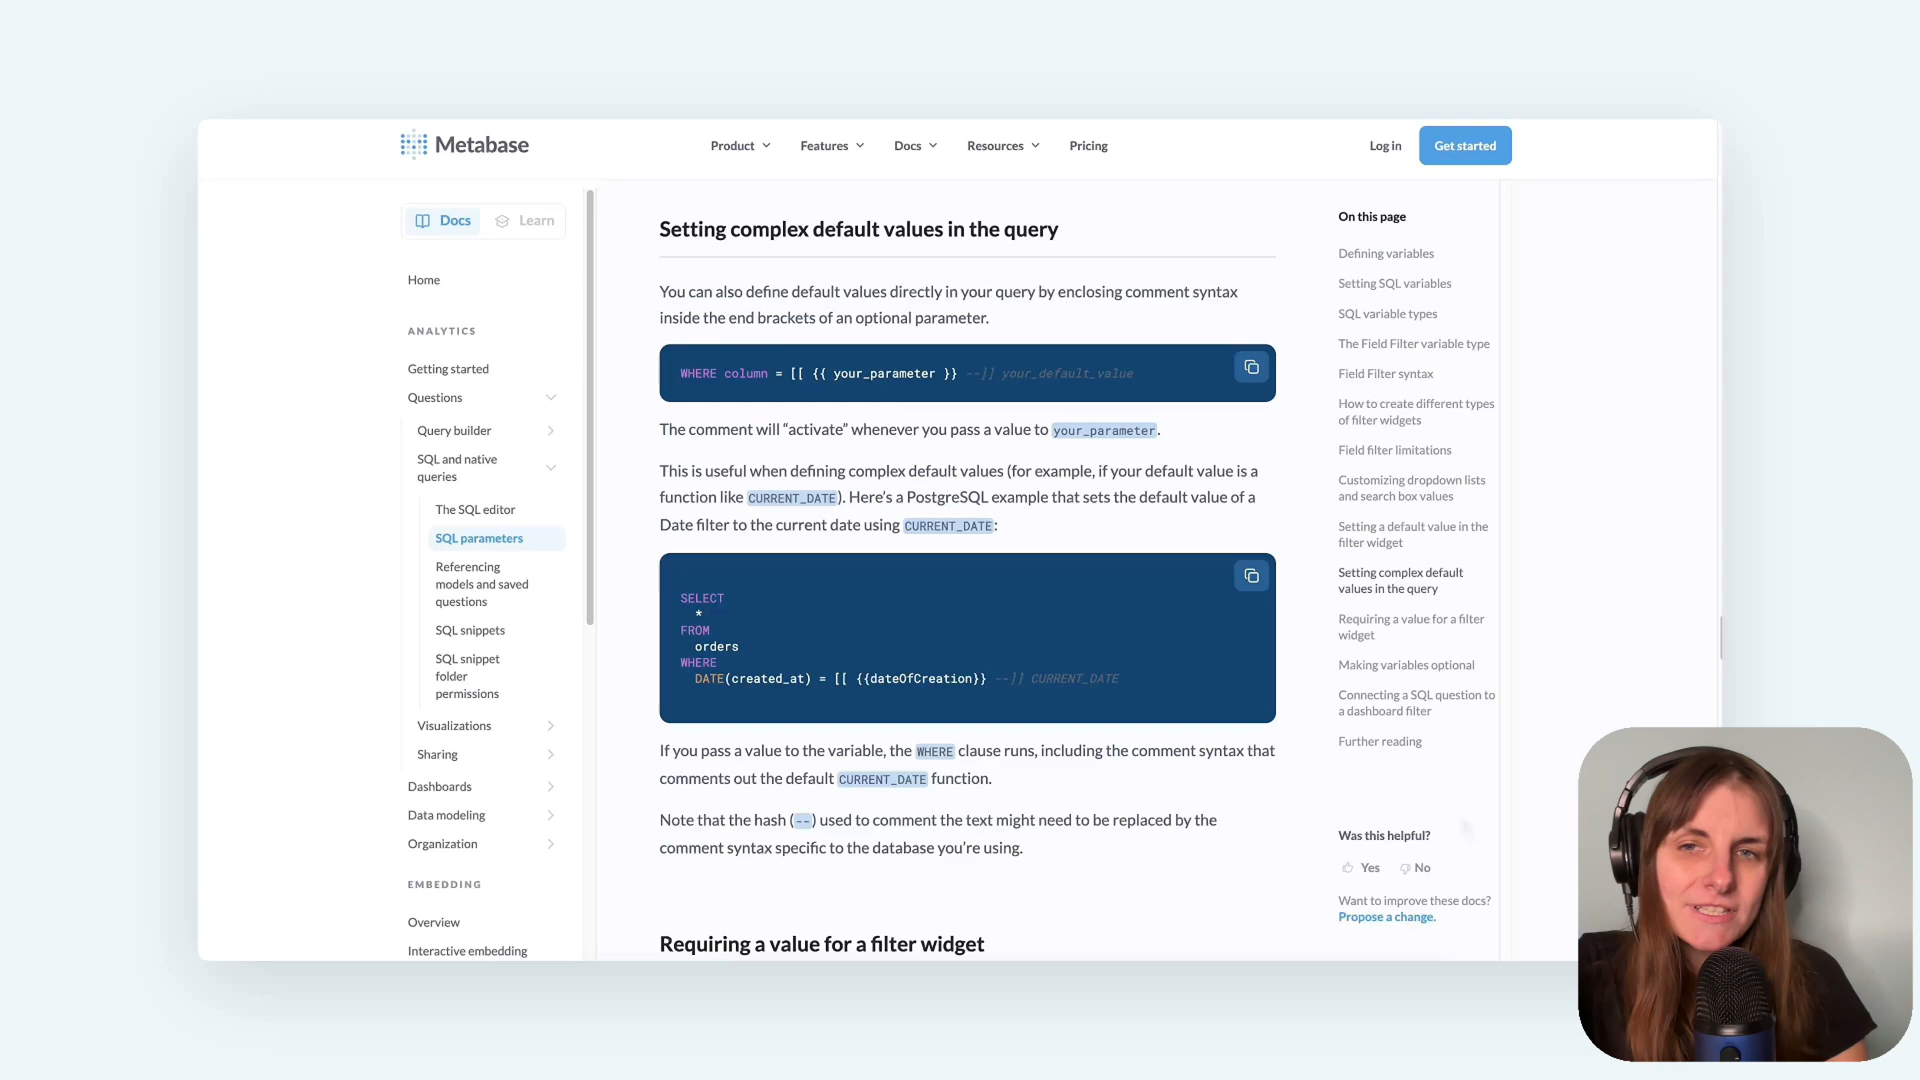 Metabase
Product
Features
Docs
Resources
Pricing
Log in
Get started
Docs
Learn
Home
ANALYTICS
Getting started
Questions
Query builder
SQL and native
queries
The SQL editor
SQL parameters
Referencing
models and saved
questions
SQL snippets
SQL snippet
folder
permissions
Visualizations
Sharing
Dashboards
Data modeling
Organization
EMBEDDING
Overview
Interactive embedding
Setting complex default values in the query
You can also define default values directly in your query by enclosing comment syntax
inside the end brackets of an optional parameter.
WHERE column = [[ {{ your_parameter }} --]] your_default_value
The comment will “activate” whenever you pass a value to your_parameter.
This is useful when defining complex default values (for example, if your default value is a
function like CURRENT_DATE). Here’s a PostgreSQL example that sets the default value of a
Date filter to the current date using CURRENT_DATE:
SELECT
*
FROM
orders
WHERE
DATE(created_at) = [[ {{dateOfCreation}} --]] CURRENT_DATE
If you pass a value to the variable, the WHERE clause runs, including the comment syntax that
comments out the default CURRENT_DATE function.
Note that the hash (--) used to comment the text might need to be replaced by the
comment syntax specific to the database you’re using.
Requiring a value for a filter widget
On this page
Defining variables
Setting SQL variables
SQL variable types
The Field Filter variable type
Field Filter syntax
How to create different types
of filter widgets
Field filter limitations
Customizing dropdown lists
and search box values
Setting a default value in the
filter widget
Setting complex default
values in the query
Requiring a value for a filter
widget
Making variables optional
Connecting a SQL question to
a dashboard filter
Further reading
Was this helpful?
Yes
No
Want to improve these docs?
Propose a change.